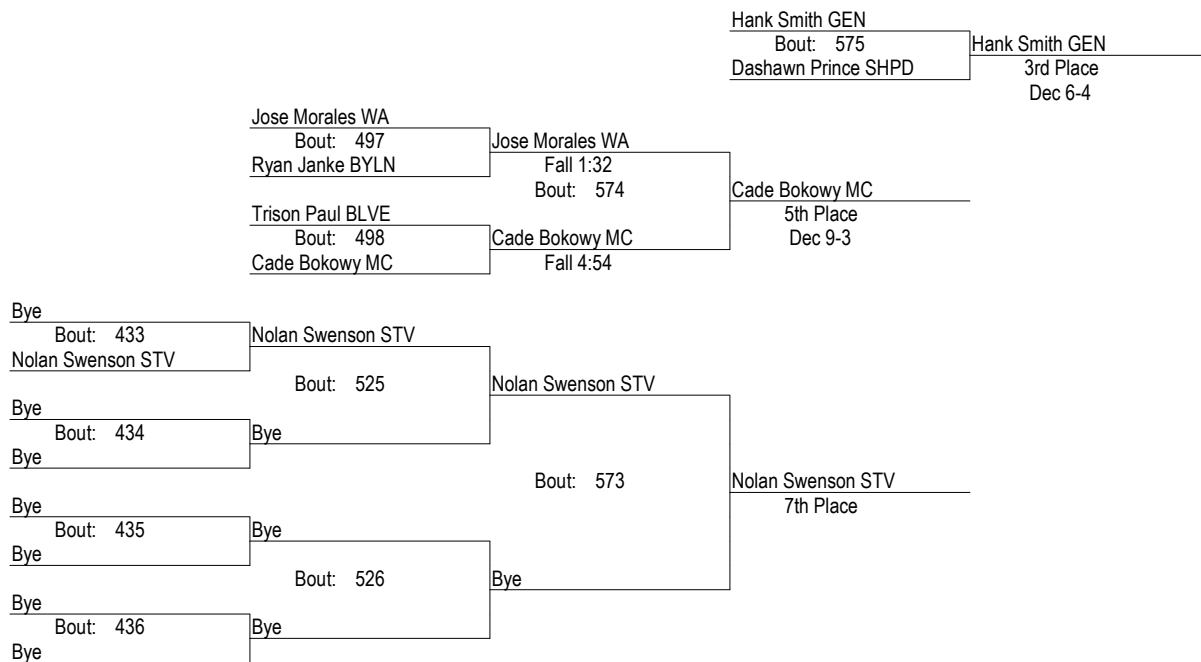 Hank Smith GEN
Bout: 575
Hank Smith GEN
Dashawn Prince SHPD
3rd Place
Dec 6-4
Jose Morales WA
Bout: 497
Jose Morales WA
Ryan Janke BYLN
Fall 1:32
Bout: 574
Cade Bokowy MC
Trison Paul BLVE
5th Place
Bout: 498
Cade Bokowy MC
Dec 9-3
Cade Bokowy MC
Fall 4:54
Bye
Bout: 433
Nolan Swenson STV
Nolan Swenson STV
Bout: 525
Nolan Swenson STV
Bye
Bout: 434
Bye
Bye
Bout: 573
Nolan Swenson STV
7th Place
Bye
Bout: 435
Bye
Bye
Bout: 526
Bye
Bye
Bout: 436
Bye
Bye